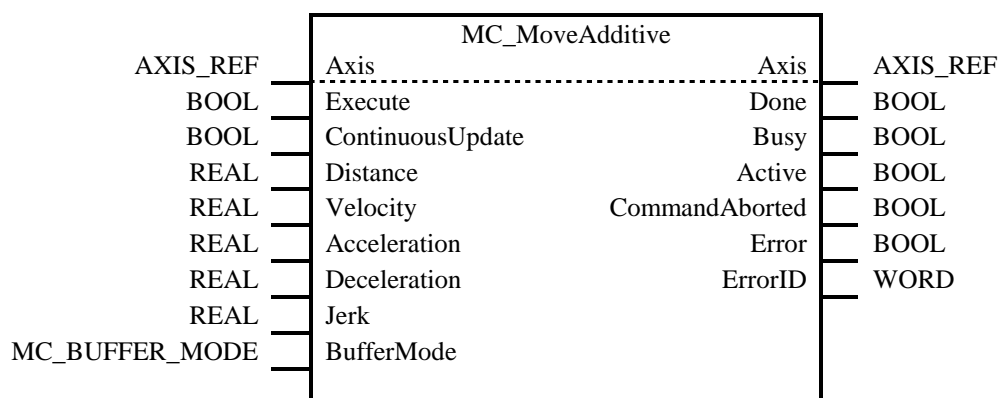 MC_MoveAdditive
AXIS_REF Axis Axis AXIS_REF
BOOL Execute Done BOOL
BOOL ContinuousUpdate Busy BOOL
REAL Distance Active BOOL
REAL Velocity CommandAborted BOOL
REAL Acceleration Error BOOL
REAL Deceleration ErrorID WORD
REAL Jerk
MC_BUFFER_MODE BufferMode